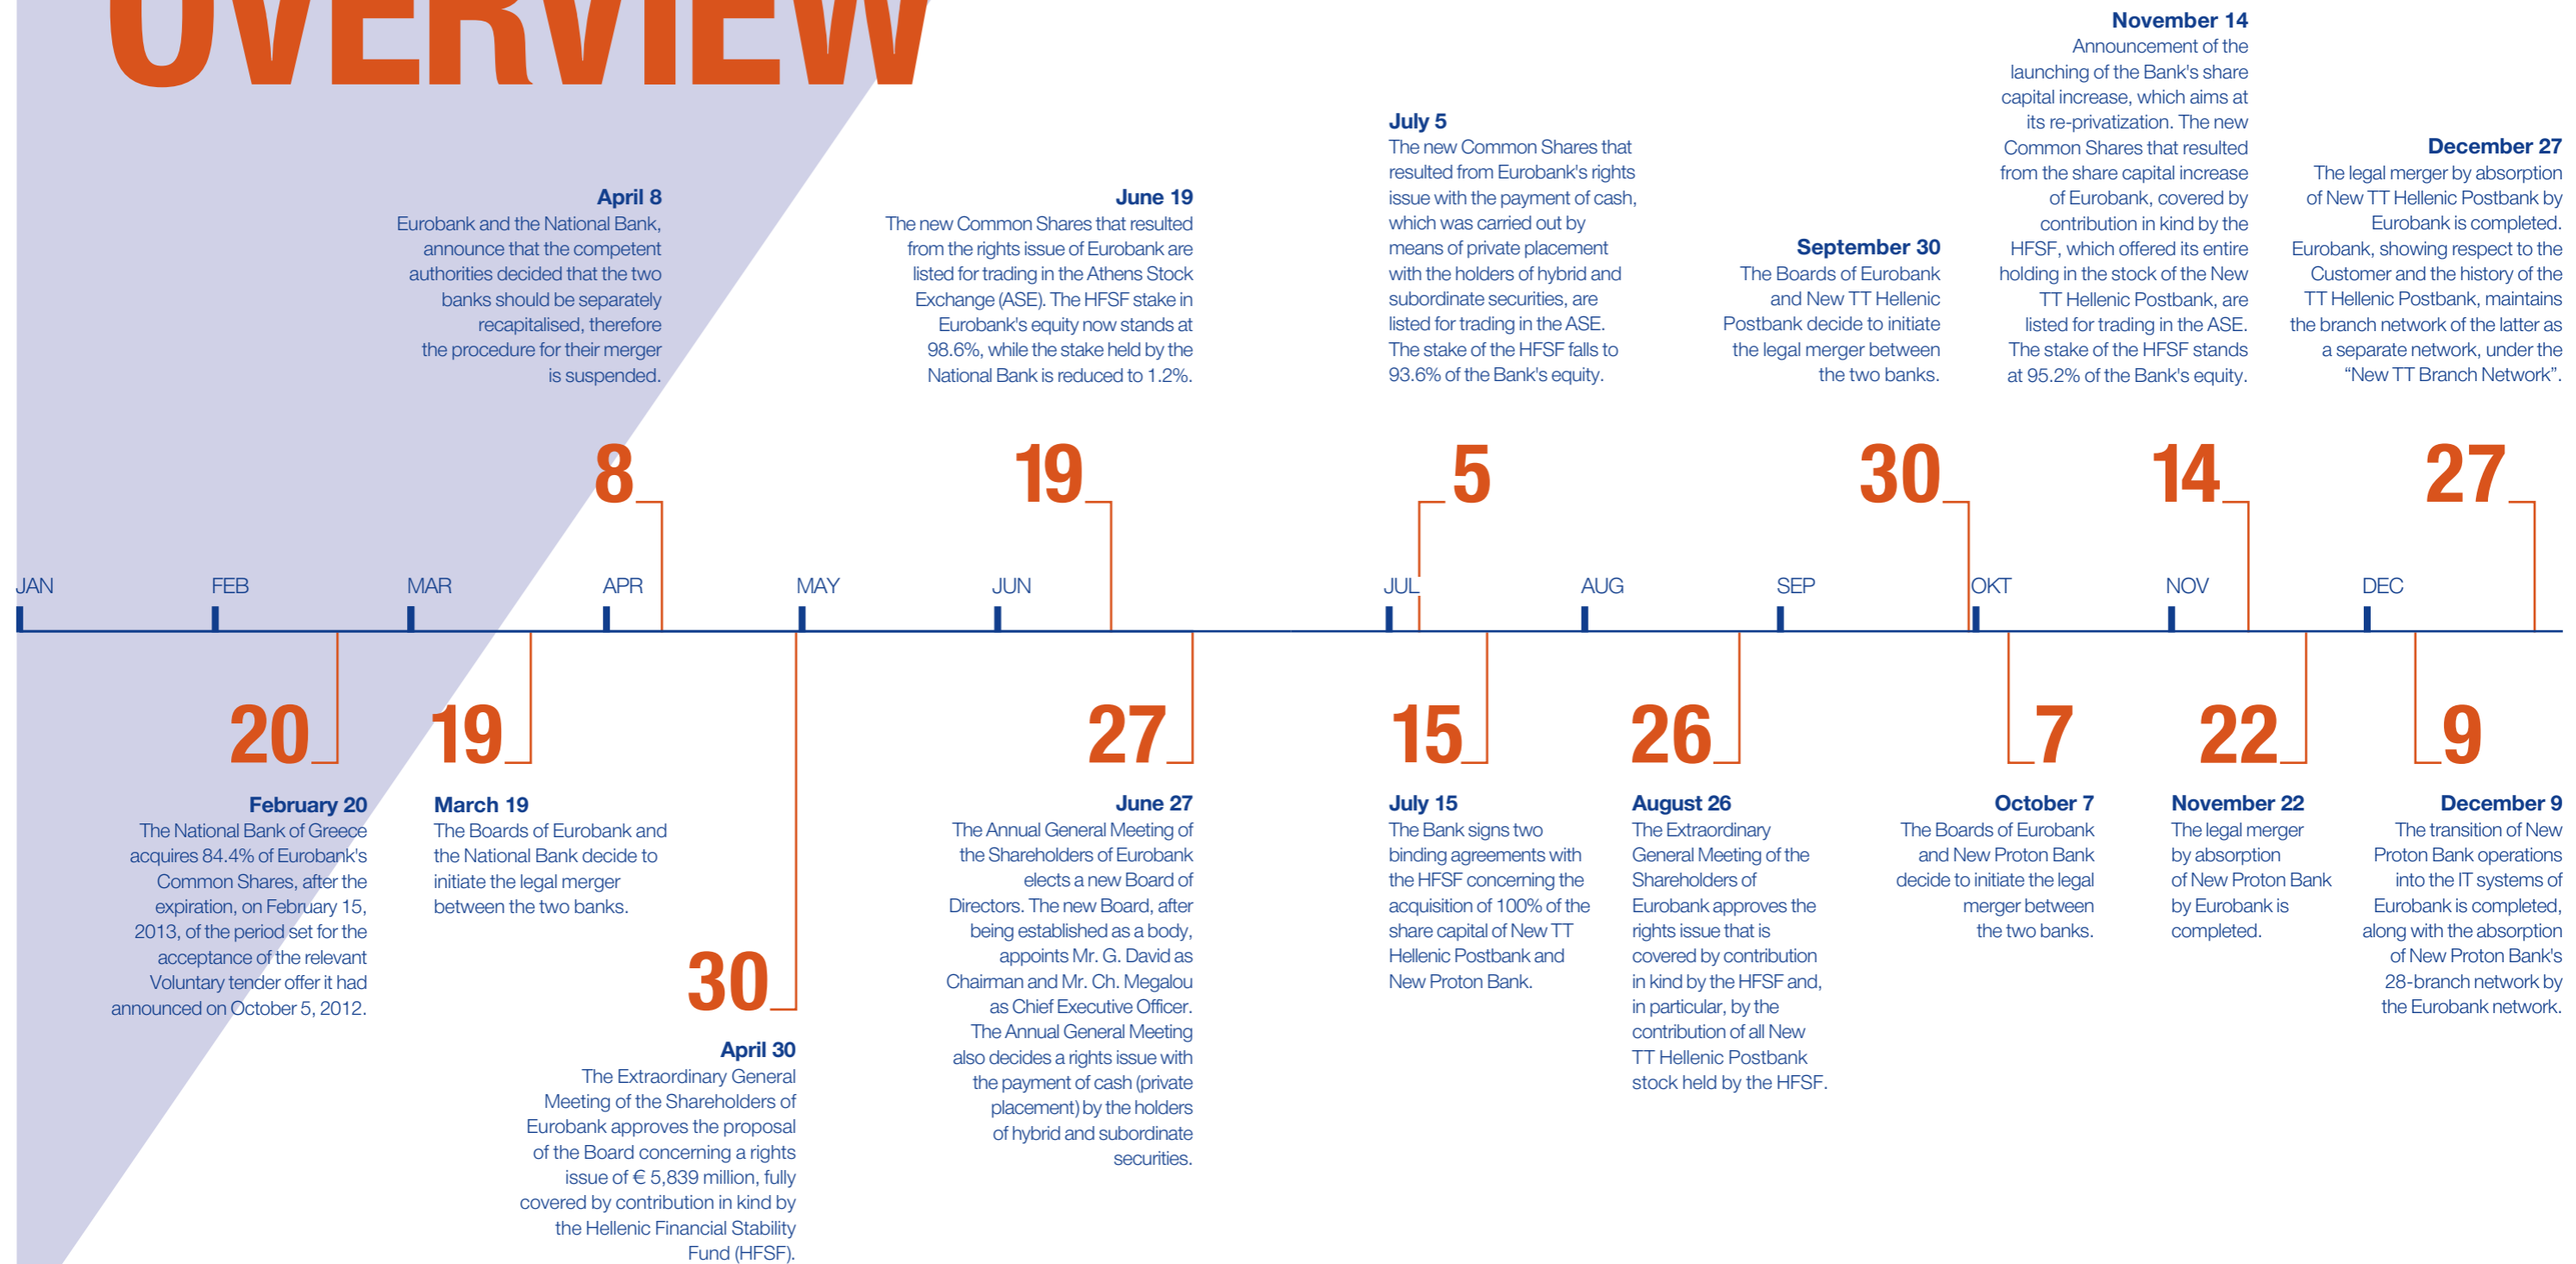 OVERVIEW
November 14
Announcement of the
launching of the Bank's share
capital increase, which aims at
its re-privatization. The new
Common Shares that resulted
from the share capital increase
of Eurobank, covered by
contribution in kind by the
HFSF, which offered its entire
holding in the stock of the New
TT Hellenic Postbank, are
listed for trading in the ASE.
The stake of the HFSF stands
at 95.2% of the Bank's equity.
July 5
The new Common Shares that
resulted from Eurobank's rights
issue with the payment of cash,
which was carried out by
means of private placement
with the holders of hybrid and
subordinate securities, are
listed for trading in the ASE.
The stake of the HFSF falls to
93.6% of the Bank's equity.
December 27
The legal merger by absorption
of New TT Hellenic Postbank by
Eurobank is completed.
Eurobank, showing respect to the
Customer and the history of the
TT Hellenic Postbank, maintains
the branch network of the latter as
a separate network, under the
“New TT Branch Network”.
April 8
Eurobank and the National Bank,
announce that the competent
authorities decided that the two
banks should be separately
recapitalised, therefore
the procedure for their merger
is suspended.
June 19
The new Common Shares that resulted
from the rights issue of Eurobank are
listed for trading in the Athens Stock
Exchange (ASE). The HFSF stake in
Eurobank's equity now stands at
98.6%, while the stake held by the
National Bank is reduced to 1.2%.
September 30
The Boards of Eurobank
and New TT Hellenic
Postbank decide to initiate
the legal merger between
the two banks.
8
19
5
30
14
27
JAN
FEB
MAR
APR
MAY
JUN
JUL
AUG
SEP
OKT
NOV
DEC
20
19
27
15
26
7
22
9
February 20
The National Bank of Greece
acquires 84.4% of Eurobank's
Common Shares, after the
expiration, on February 15,
2013, of the period set for the
acceptance of the relevant
Voluntary tender offer it had
announced on October 5, 2012.
March 19
The Boards of Eurobank and
the National Bank decide to
initiate the legal merger
between the two banks.
30
April 30
The Extraordinary General
Meeting of the Shareholders of
Eurobank approves the proposal
of the Board concerning a rights
issue of € 5,839 million, fully
covered by contribution in kind by
the Hellenic Financial Stability
Fund (HFSF).
June 27
The Annual General Meeting of
the Shareholders of Eurobank
elects a new Board of
Directors. The new Board, after
being established as a body,
appoints Mr. G. David as
Chairman and Mr. Ch. Megalou
as Chief Executive Officer.
The Annual General Meeting
also decides a rights issue with
the payment of cash (private
placement) by the holders
of hybrid and subordinate
securities.
July 15
The Bank signs two
binding agreements with
the HFSF concerning the
acquisition of 100% of the
share capital of New TT
Hellenic Postbank and
New Proton Bank.
August 26
The Extraordinary
General Meeting of the
Shareholders of
Eurobank approves the
rights issue that is
covered by contribution
in kind by the HFSF and,
in particular, by the
contribution of all New
TT Hellenic Postbank
stock held by the HFSF.
October 7
The Boards of Eurobank
and New Proton Bank
decide to initiate the legal
merger between
the two banks.
November 22
The legal merger
by absorption
of New Proton Bank
by Eurobank is
completed.
December 9
The transition of New
Proton Bank operations
into the IT systems of
Eurobank is completed,
along with the absorption
of New Proton Bank's
28-branch network by
the Eurobank network.